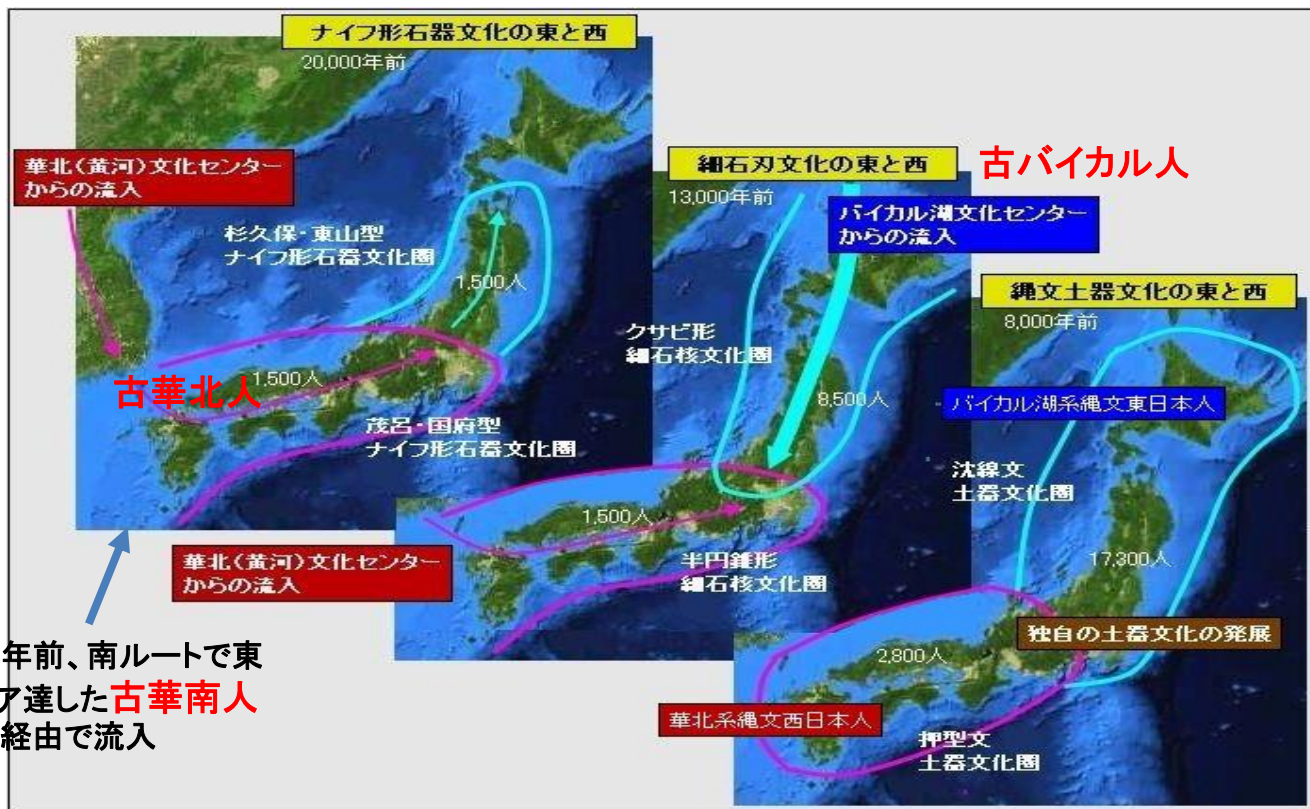 ナイフ形石器文化の東と西
20,000年前
華北(黄河)文化センター
からの流入
杉久保・東山型
ナイフ形石器文化圏
1,500人
1,500人
古華北人
茂呂・国府型
ナイフ形石器文化圏
細石刃文化の東と西
古バイカル人
13,000年前
バイカル湖文化センター
からの流入
クサビ形
細石核文化圏
8,500人
1,500人
華北(黄河)文化センター
からの流入
半円錐形
細石核文化圏
縄文土器文化の東と西
8,000年前
バイカル湖系縄文東日本人
沈線文
土器文化圏
17,300人
独自の土器文化の発展
2,800人
華北系縄文西日本人
押型文
土器文化圏
年前、南ルートで東
ア達した古華南人
経由で流入